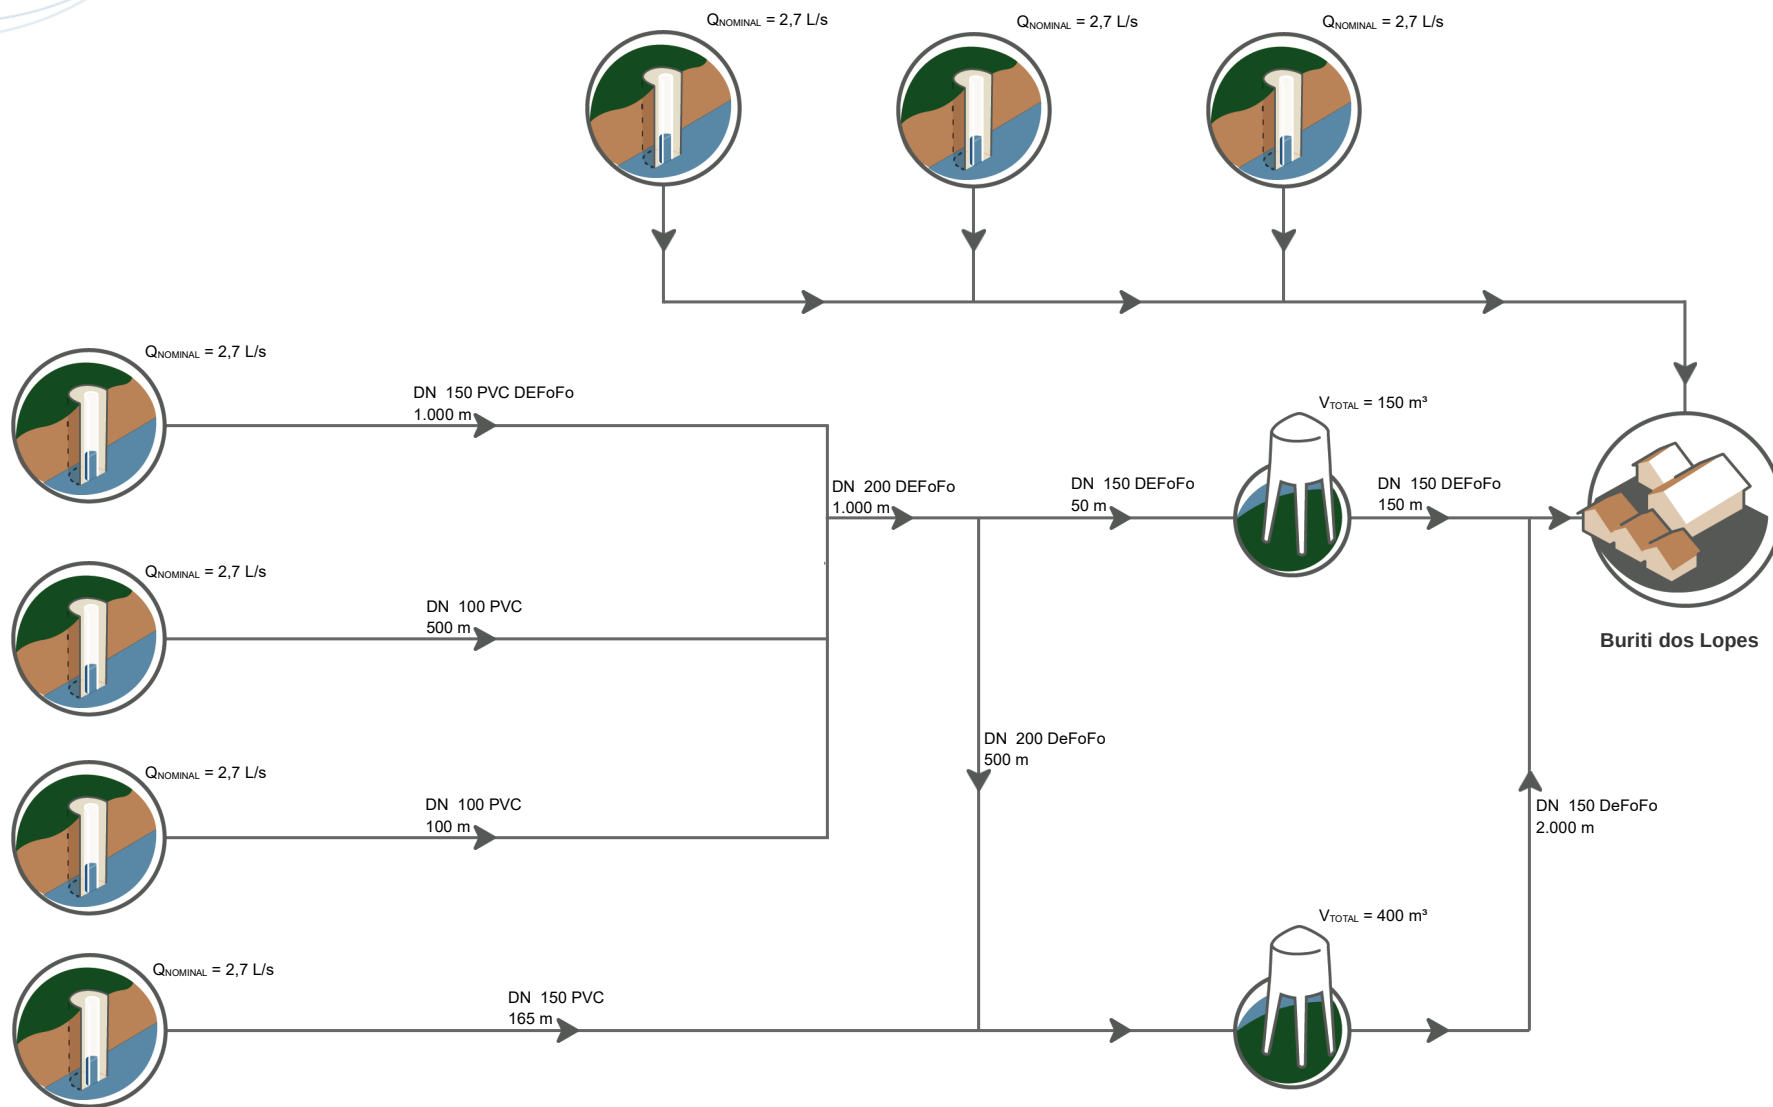 QNOMINAL = 2,7 L/s
QNOMINAL = 2,7 L/s
QNOMINAL = 2,7 L/s
QNOMINAL = 2,7 L/s
DN 150 PVC DEFoFo
1.000 m
VTOTAL = 150 m³
DN 200 DEFoFo
1.000 m
DN 150 DEFoFo
50 m
DN 150 DEFoFo
150 m
QNOMINAL = 2,7 L/s
DN 100 PVC
500 m
Buriti dos Lopes
DN 200 DeFoFo
500 m
QNOMINAL = 2,7 L/s
DN 100 PVC
100 m
DN 150 DeFoFo
2.000 m
VTOTAL = 400 m³
QNOMINAL = 2,7 L/s
DN 150 PVC
165 m